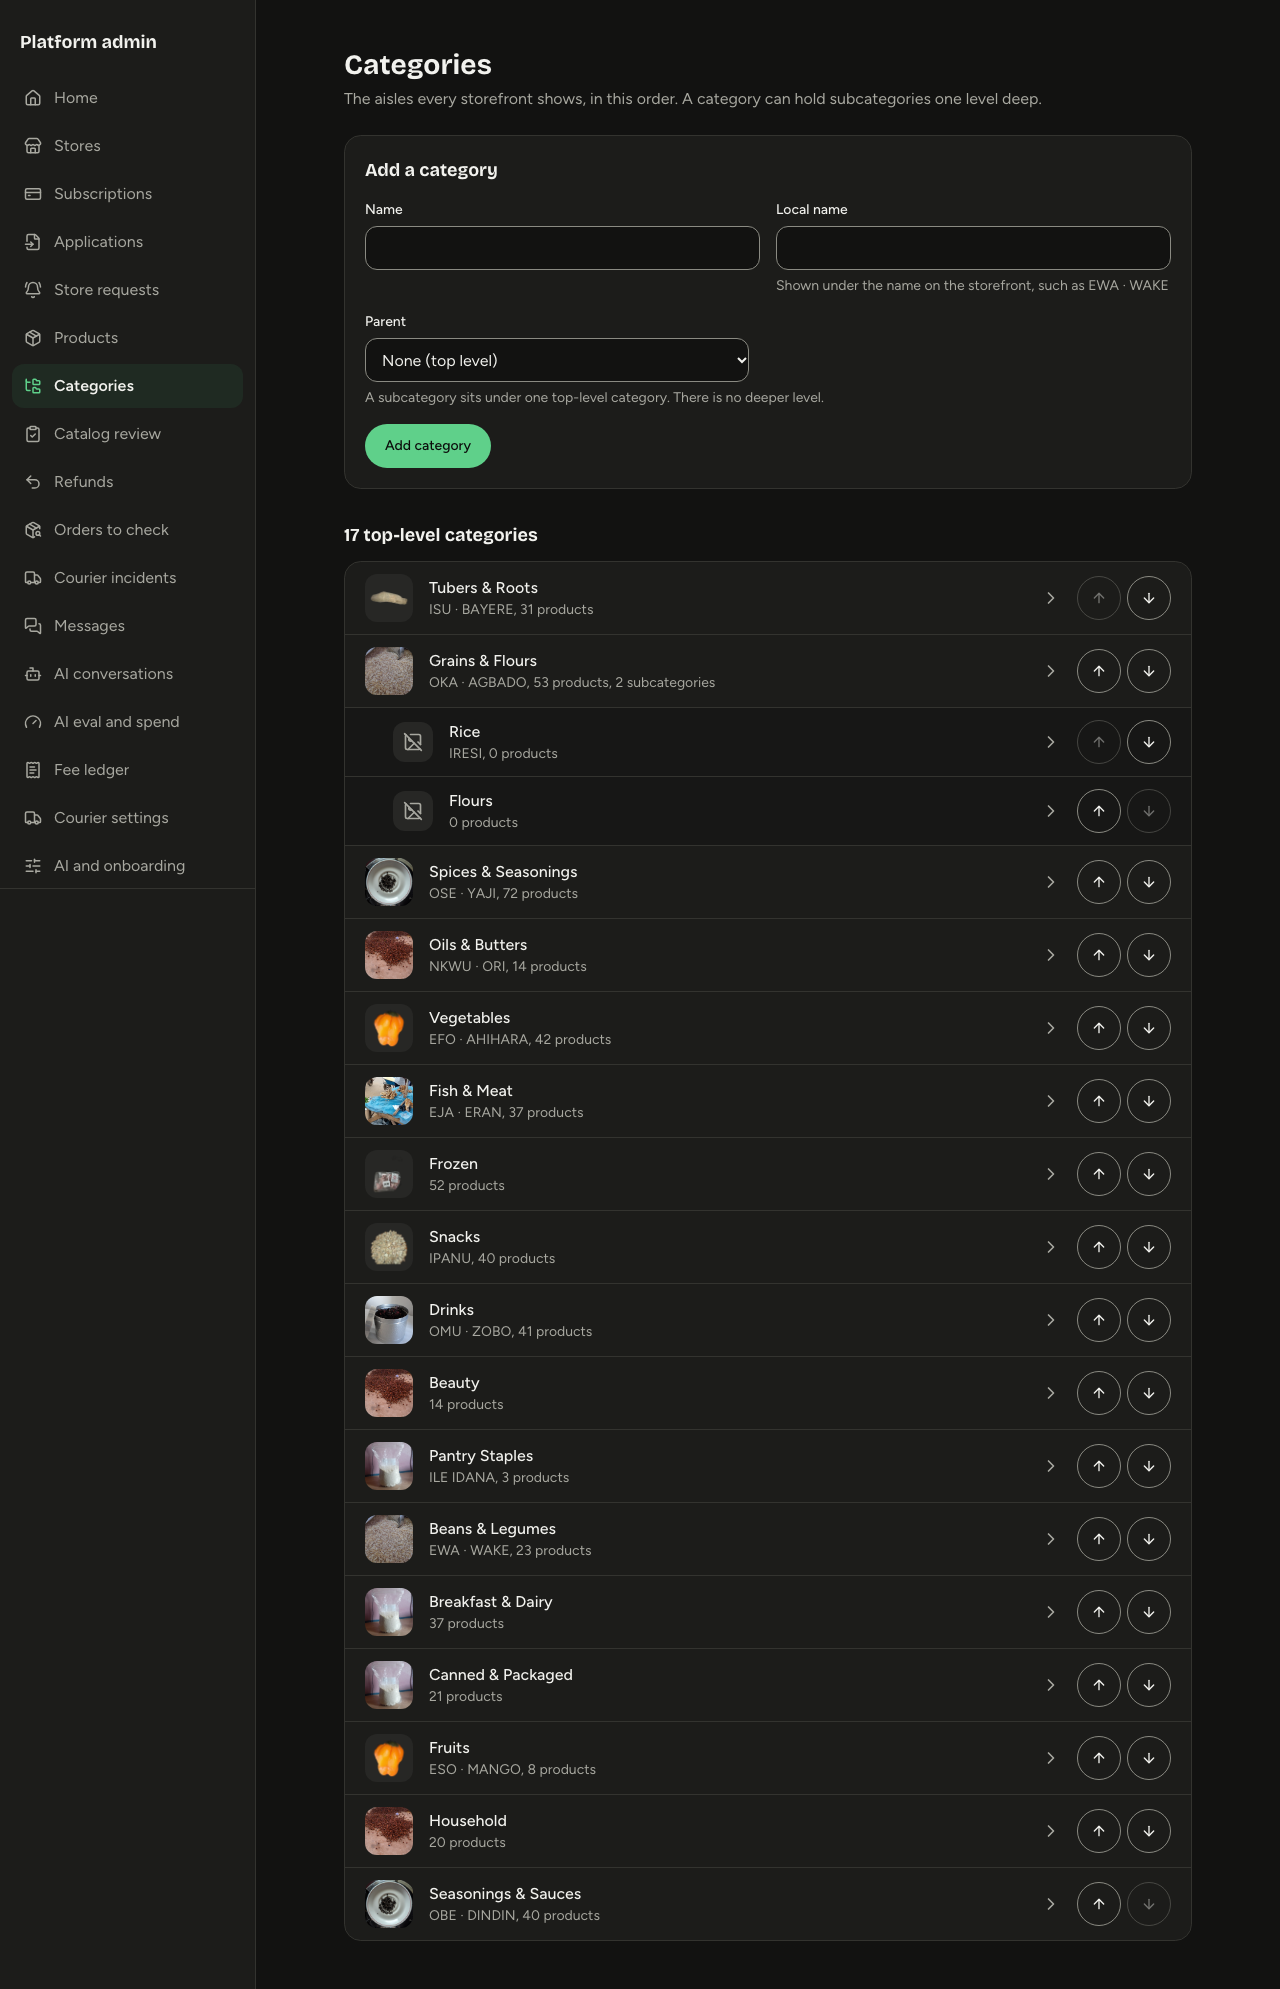 Platform admin
Home
Stores
Subscriptions
Applications
Store requests
Products
Categories
Catalog review
Refunds
Orders to check
Courier incidents
Messages
AI conversations
AI eval and spend
Fee ledger
Courier settings
AI and onboarding
Categories
The aisles every storefront shows, in this order. A category can hold subcategories one level deep.
Add a category
Name
Local name
Shown under the name on the storefront, such as EWA · WAKE
Parent
None (top level)
A subcategory sits under one top-level category. There is no deeper level.
Add category
17 top-level categories
Tubers & Roots
ISU · BAYERE, 31 products
Grains & Flours
OKA · AGBADO, 53 products, 2 subcategories
Rice
IRESI, 0 products
Flours
0 products
Spices & Seasonings
OSE · YAJI, 72 products
Oils & Butters
NKWU · ORI, 14 products
Vegetables
EFO · AHIHARA, 42 products
Fish & Meat
EJA · ERAN, 37 products
Frozen
52 products
Snacks
IPANU, 40 products
Drinks
OMU · ZOBO, 41 products
Beauty
14 products
Pantry Staples
ILE IDANA, 3 products
Beans & Legumes
EWA · WAKE, 23 products
Breakfast & Dairy
37 products
Canned & Packaged
21 products
Fruits
ESO · MANGO, 8 products
Household
20 products
Seasonings & Sauces
OBE · DINDIN, 40 products